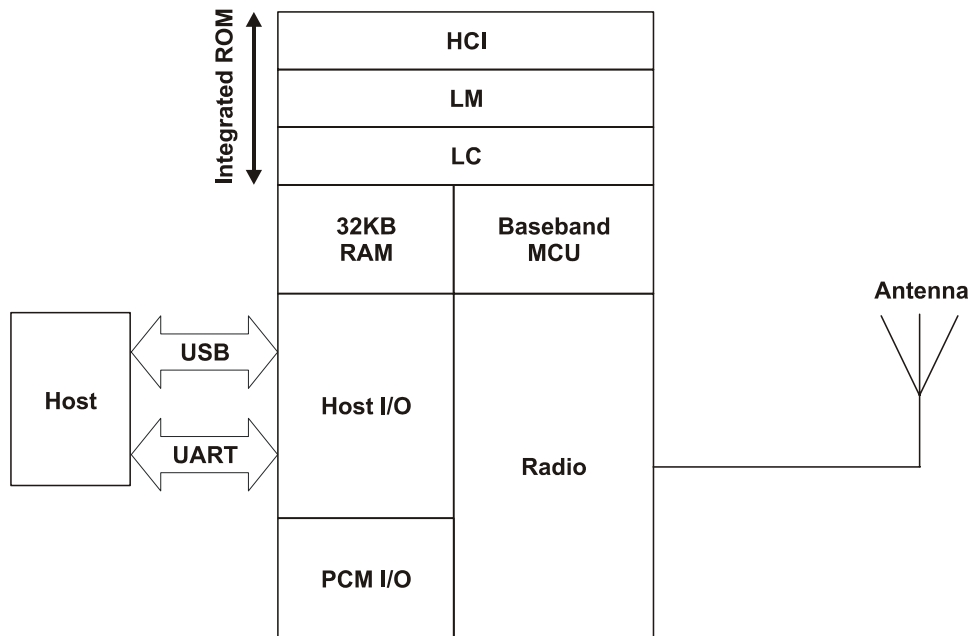 Integrated ROM
HCI
LM
LC
32KB
RAM
Baseband
MCU
Antenna
USB
Host
Host I/O
UART
Radio
PCM I/O